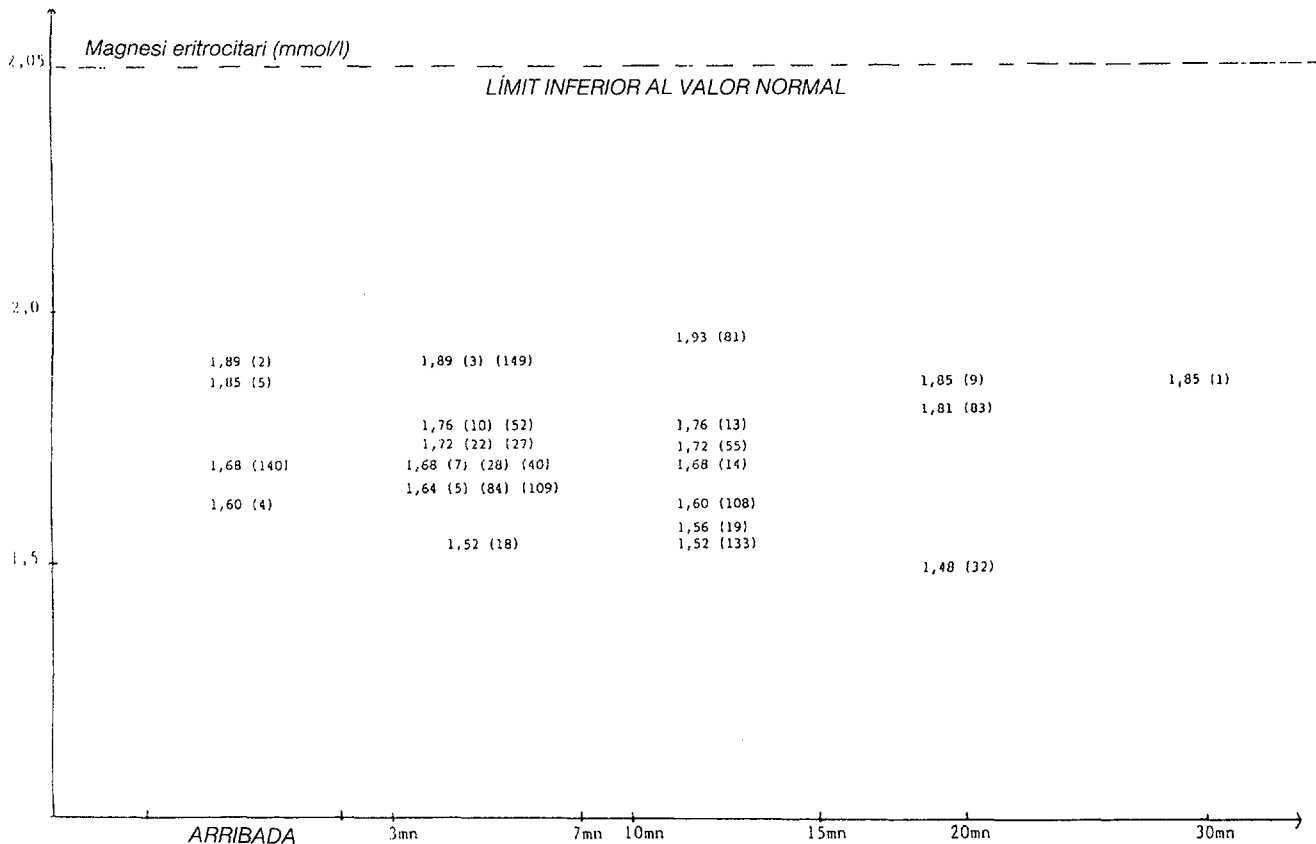 Magnesi eritrocitari (mmol/l)
2,05
LÍMIT INFERIOR AL VALOR NORMAL
2,0
1,93 (81)
1,89 (2) 1,89 (3) (149)
1,85 (5) 1,85 (9) 1,85 (1)
1,81 (83)
1,76 (10) (52) 1,76 (13)
1,72 (22) (27) 1,72 (55)
1,68 (140) 1,68 (7) (28) (40) 1,68 (14)
1,64 (5) (84) (109)
1,60 (4) 1,60 (108)
1,56 (19)
1,52 (18) 1,52 (133)
1,5
1,48 (32)
ARRIBADA 3mn 7mn 10mn 15mn 20mn 30mn